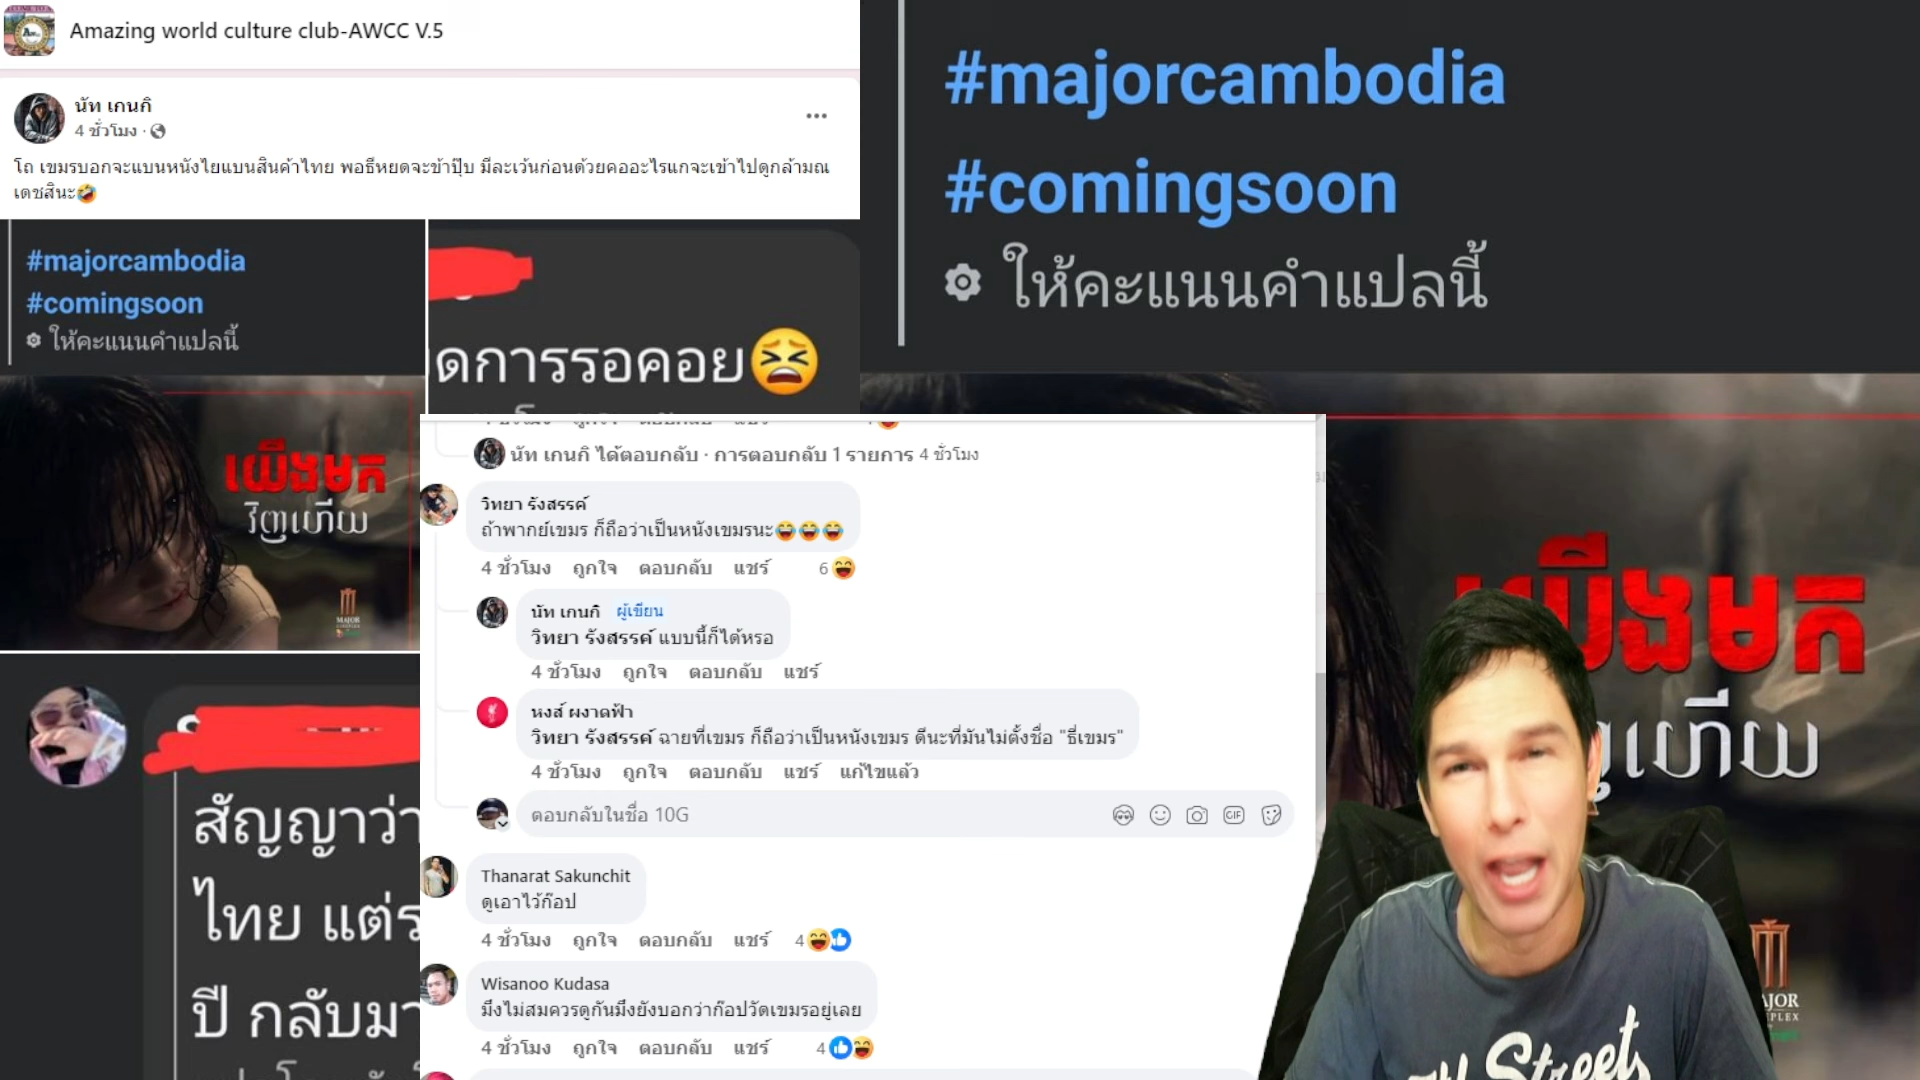 Amazing world culture club-AWCC V.5
นัท เกนกิ
4 ชั่วโมง ·
โถ เขมรบอกจะแบนหนังไยแบนสินค้าไทย พอธี่หยดจะข้าปุ๊บ มีละเว้นก่อนด้วยคออะไรแกจะเข้าไปดูกล้ามณ
เดชสินะ🤣
#majorcambodia
#comingsoon
ให้คะแนนคำแปลนี้
យើងមក
វិញហើយ
MAJOR
ดการรอคอย😫
สัญญาว่า
ไทย แต่ร
ปี กลับมา
#majorcambodia
#comingsoon
ให้คะแนนคำแปลนี้
นัท เกนกิ ได้ตอบกลับ · การตอบกลับ 1 รายการ 4 ชั่วโมง
วิทยา รังสรรค์
ถ้าพากย์เขมร ก็ถือว่าเป็นหนังเขมรนะ😂😂😂
4 ชั่วโมง ถูกใจ ตอบกลับ แชร์ 6
นัท เกนกิ ผู้เขียน
วิทยา รังสรรค์ แบบนี้ก็ได้หรอ
4 ชั่วโมง ถูกใจ ตอบกลับ แชร์
หงส์ ผงาดฟ้า
วิทยา รังสรรค์ ฉายที่เขมร ก็ถือว่าเป็นหนังเขมร ดีนะที่มันไม่ตั้งชื่อ "ธี่เขมร"
4 ชั่วโมง ถูกใจ ตอบกลับ แชร์ แก้ไขแล้ว
ตอบกลับในชื่อ 10G
GIF
Thanarat Sakunchit
ดูเอาไว้ก๊อป
4 ชั่วโมง ถูกใจ ตอบกลับ แชร์ 4
Wisanoo Kudasa
มึงไม่สมควรดูกันมึงยังบอกว่าก๊อปวัดเขมรอยู่เลย
4 ชั่วโมง ถูกใจ ตอบกลับ แชร์ 4
យើងមក
ញហើយ
JOR
PLEX
Streets